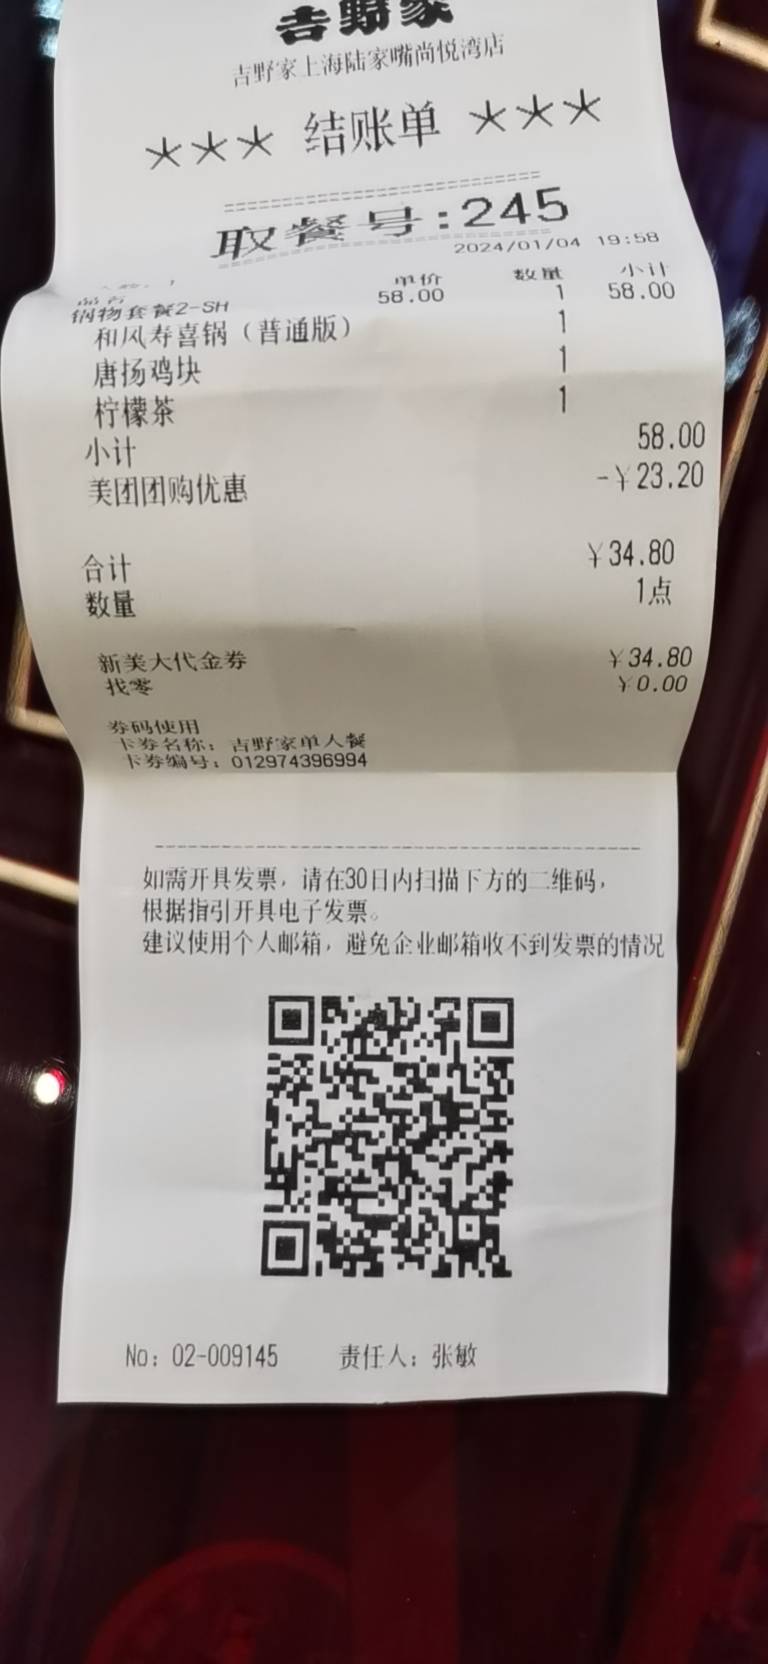 吉野家
吉野家上海陆家嘴尚悦湾店
*** 结账单 ***
取餐号:245
2024/01/04 19:58
品名 单价 数量 小计
锅物套餐2-SH 58.00 1 58.00
和风寿喜锅（普通版） 1
唐扬鸡块 1
柠檬茶 1
小计 58.00
美团团购优惠 -￥23.20
合计 ￥34.80
数量 1点
新美大代金券 ￥34.80
找零 ￥0.00
券码使用
卡券名称：吉野家单人餐
卡券编号：012974396994
如需开具发票，请在30日内扫描下方的二维码，
根据指引开具电子发票。
建议使用个人邮箱，避免企业邮箱收不到发票的情况
No：02-009145 责任人：张敏